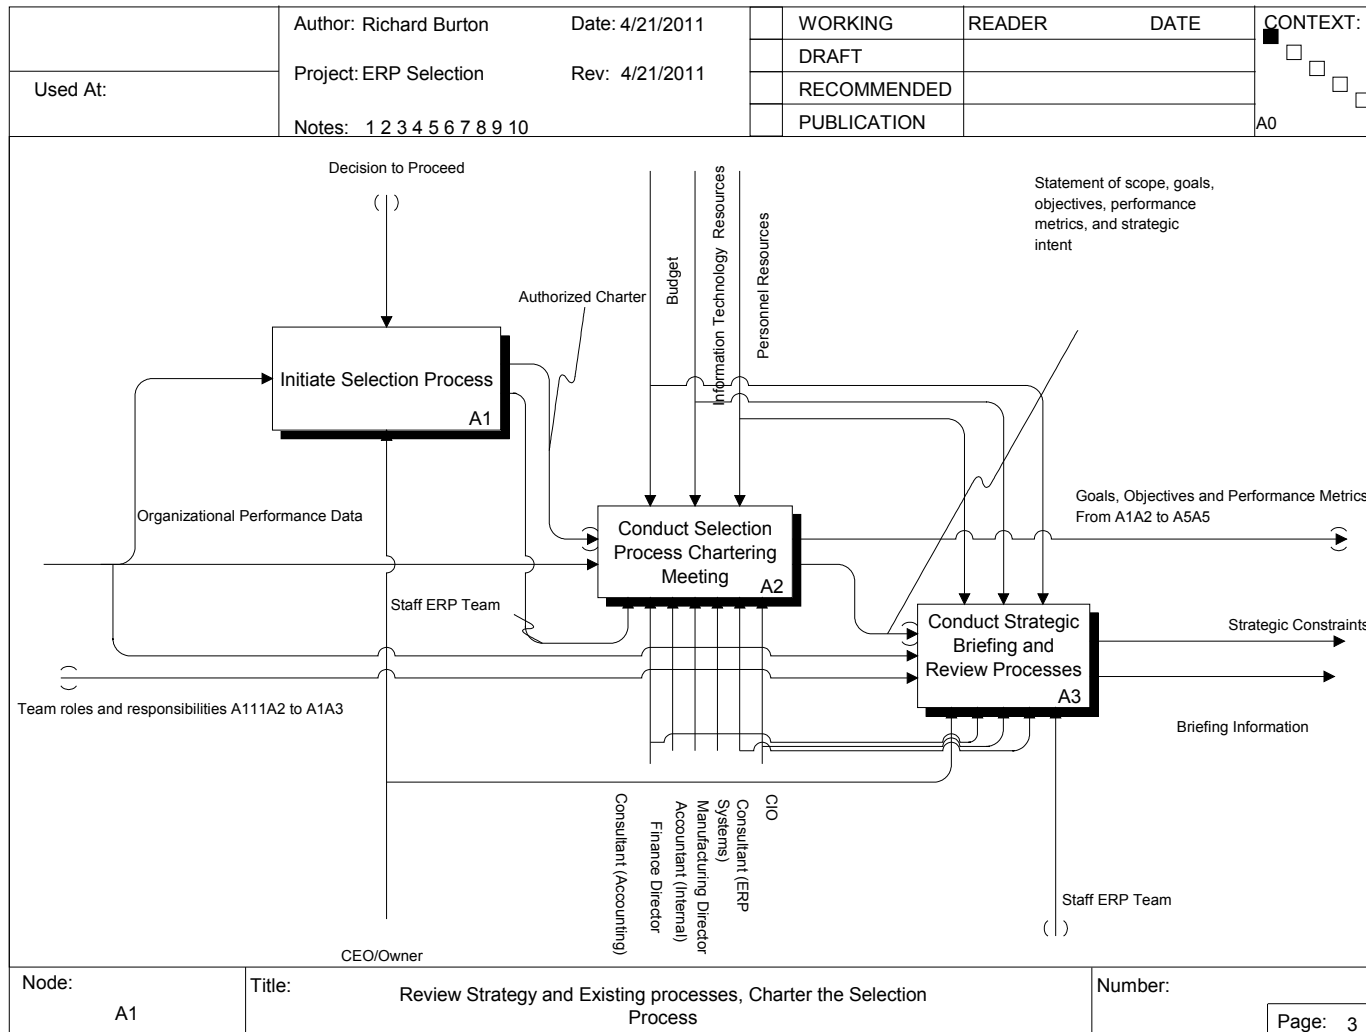 Used At:
Author: Richard Burton
Date: 4/21/2011
Project: ERP Selection
Rev: 4/21/2011
Notes: 1 2 3 4 5 6 7 8 9 10
WORKING
DRAFT
RECOMMENDED
PUBLICATION
READER DATE
CONTEXT:
A0
Decision to Proceed
Authorized Charter
Budget
Information Technology Resources
Personnel Resources
Statement of scope, goals,
objectives, performance
metrics, and strategic
intent
Initiate Selection Process
A1
Organizational Performance Data
Conduct Selection
Process Chartering
Meeting
A2
Goals, Objectives and Performance Metrics
From A1A2 to A5A5
Staff ERP Team
Conduct Strategic
Briefing and
Review Processes
A3
Strategic Constraints
Team roles and responsibilities A111A2 to A1A3
Briefing Information
Consultant (Accounting)
Finance Director
Accountant (Internal)
Manufacturing Director
Consultant (ERP
Systems)
CIO
Staff ERP Team
CEO/Owner
Node:
A1
Title:
Review Strategy and Existing processes, Charter the Selection
Process
Number:
Page: 3